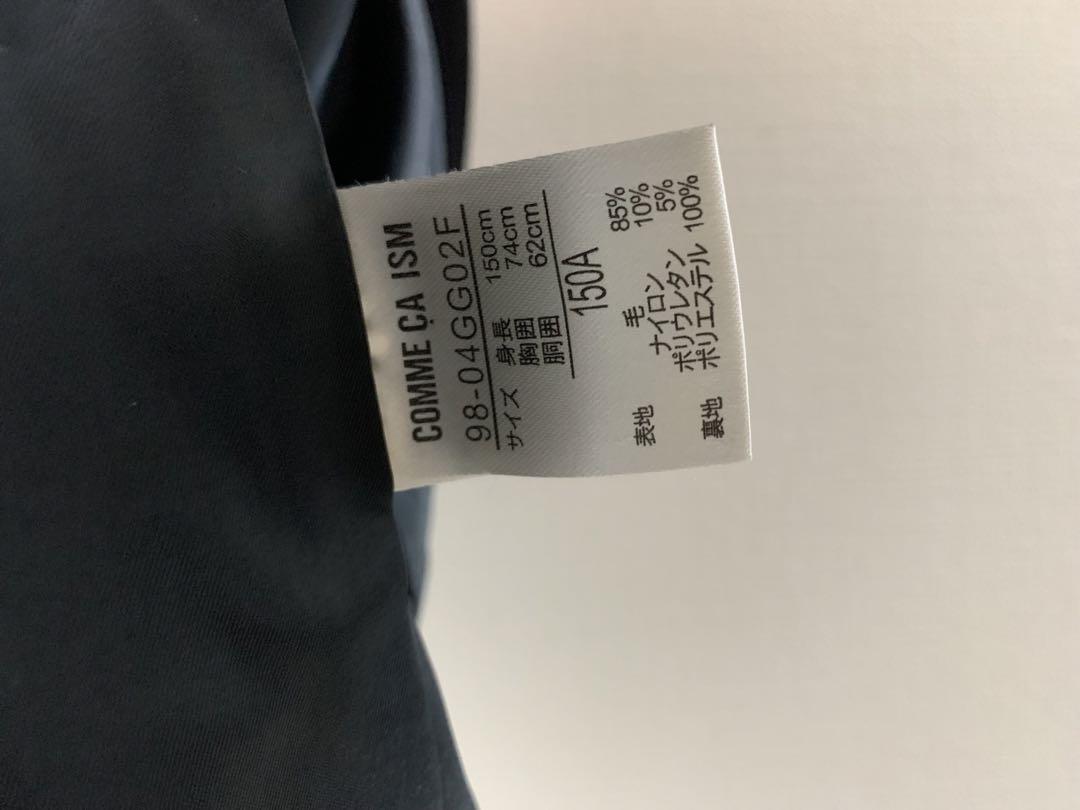 COMME ÇA ISM
98-04GG02F
サイズ 身長 150cm
胸囲 74cm
胴囲 62cm
150A
表地 毛 85%
ナイロン 10%
ポリウレタン 5%
裏地 ポリエステル 100%